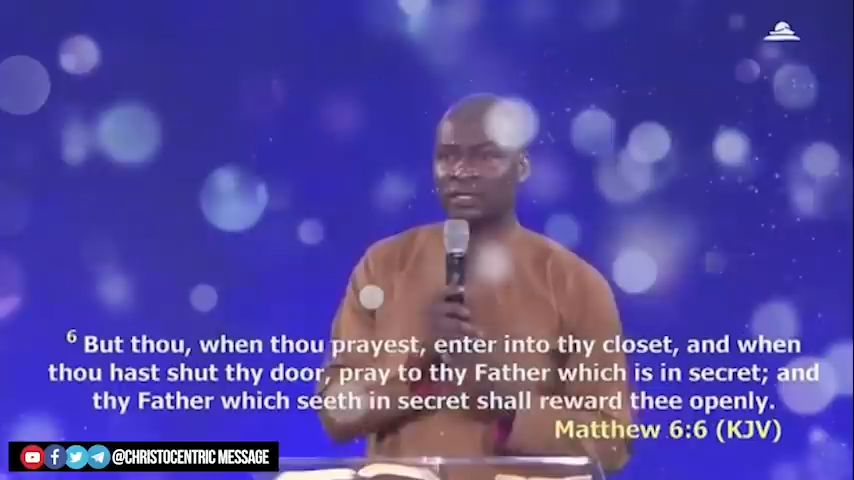 6 But thou, when thou prayest, enter into thy closet, and when
thou hast shut thy door, pray to thy Father which is in secret; and
thy Father which seeth in secret shall reward thee openly.
Matthew 6:6 (KJV)
@CHRISTOCENTRIC MESSAGE